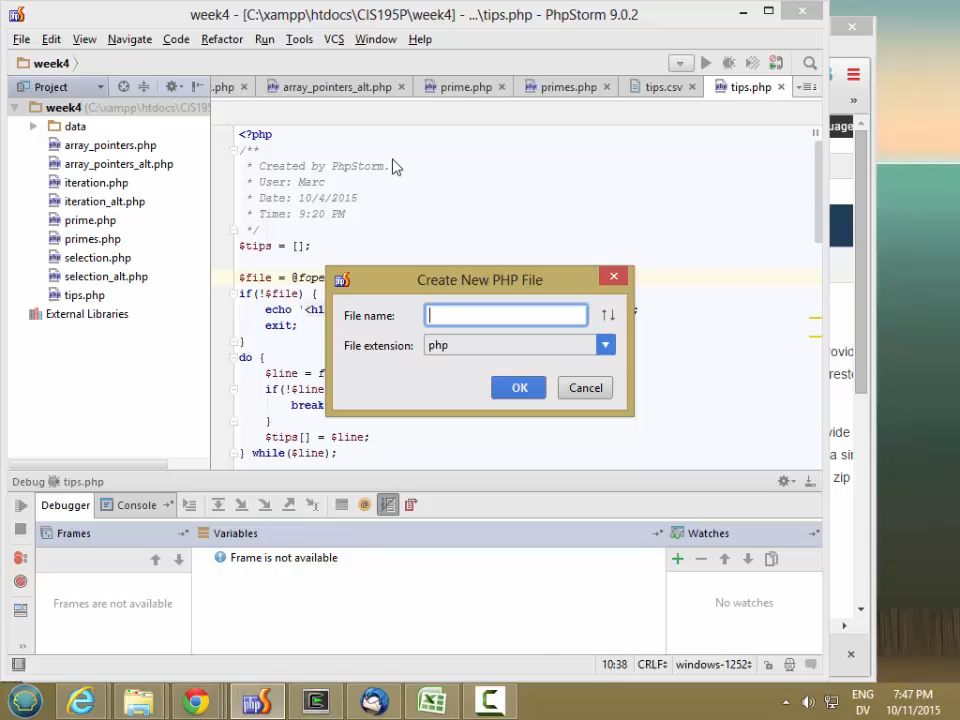 week4 - [C:\xampp\htdocs\CIS195P\week4] - ...\tips.php - PhpStorm 9.0.2
File Edit View Navigate Code Refactor Run Tools VCS Window Help
week4
Project
.php
array_pointers_alt.php
prime.php
primes.php
tips.csv
tips.php
week4 (C:\xampp\htdocs\CIS195
data
array_pointers.php
array_pointers_alt.php
iteration.php
iteration_alt.php
prime.php
primes.php
selection.php
selection_alt.php
tips.php
External Libraries
<?php
/**
* Created by PhpStorm.
* User: Marc
* Date: 10/4/2015
* Time: 9:20 PM
*/
$tips = [];
$file = @fope
if(!$file) {
echo '<h1
exit;
}
do {
$line = f
if(!$line
break
}
$tips[] = $line;
} while($line);
Create New PHP File
File name:
File extension: php
OK Cancel
uage
rovid
reste
vide
a sin
zip
Debug tips.php
Debugger Console
Frames
Variables
Watches
Frame is not available
Frames are not available
No watches
10:38 CRLF windows-1252
ENG
DV
7:47 PM
10/11/2015